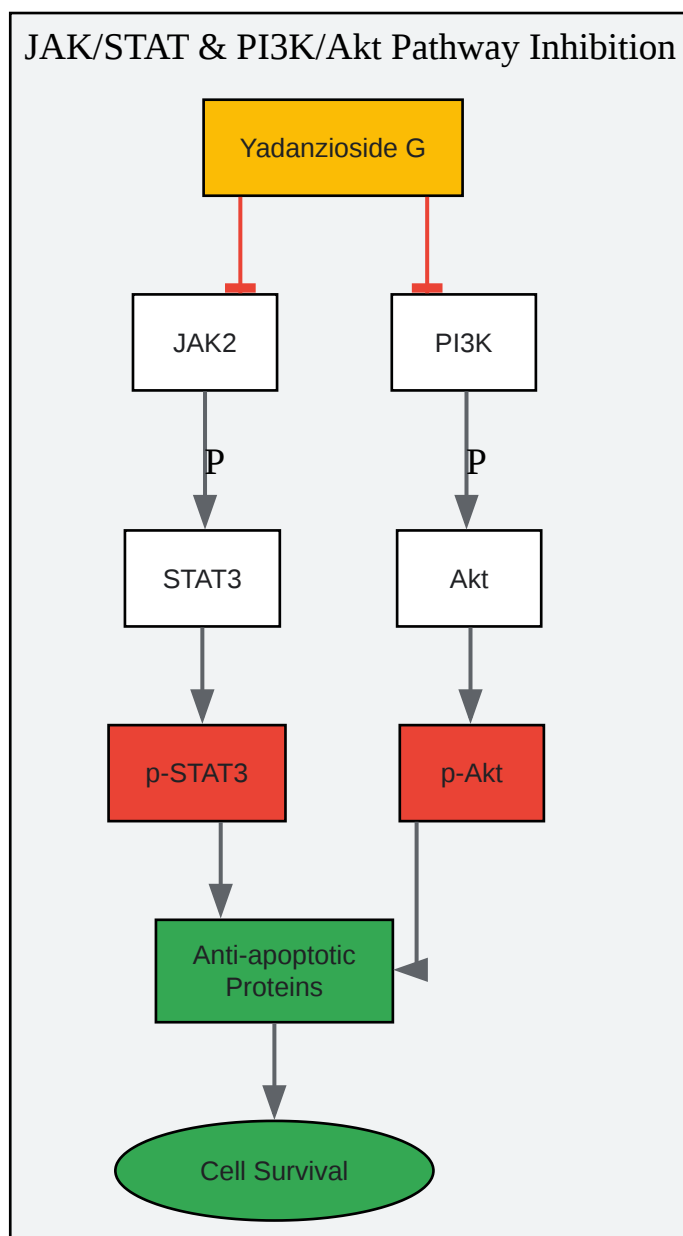 JAK/STAT & PI3K/Akt Pathway Inhibition
Yadanzioside G
JAK2
PI3K
P
P
STAT3
Akt
p-STAT3
p-Akt
Anti-apoptotic
Proteins
Cell Survival